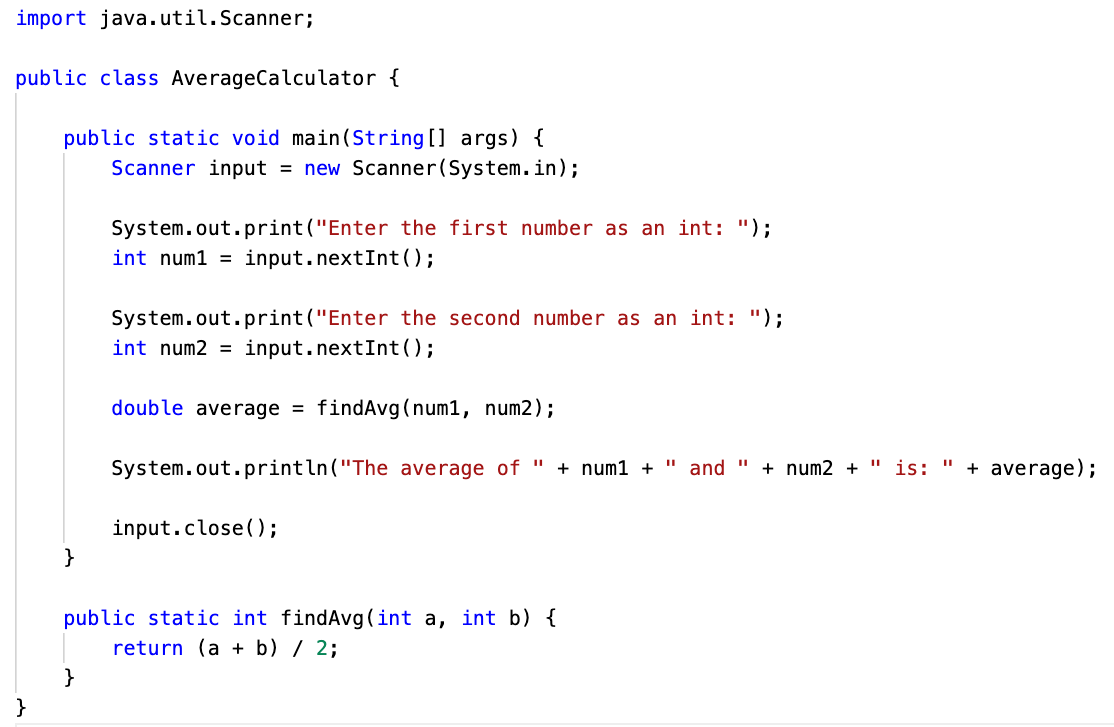 import java.util.Scanner;
public class AverageCalculator {
public static void main(String[] args) {
Scanner input = new Scanner(System.in);
System.out.print("Enter the first number as an int: ");
int num1 = input.nextInt();
System.out.print("Enter the second number as an int: ");
int num2 = input.nextInt();
double average = findAvg(num1, num2);
System.out.println("The average of " + num1 + " and " + num2 + " is: " + average);
input.close();
}
public static int findAvg(int a, int b) {
return (a + b) / 2;
}
}